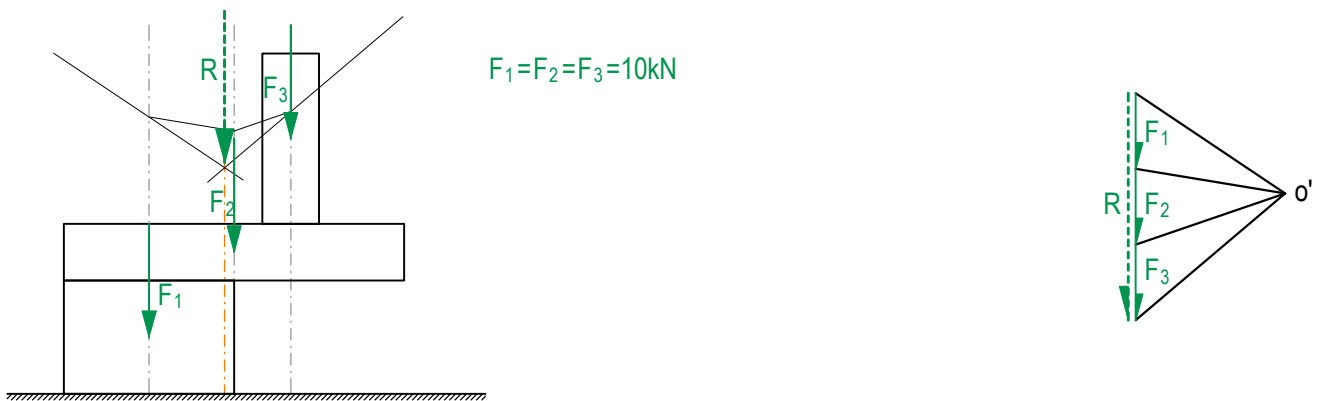 R
F₃
F₁=F₂=F₃=10kN
F₂
F₁
F₁
R
F₂
o'
F₃